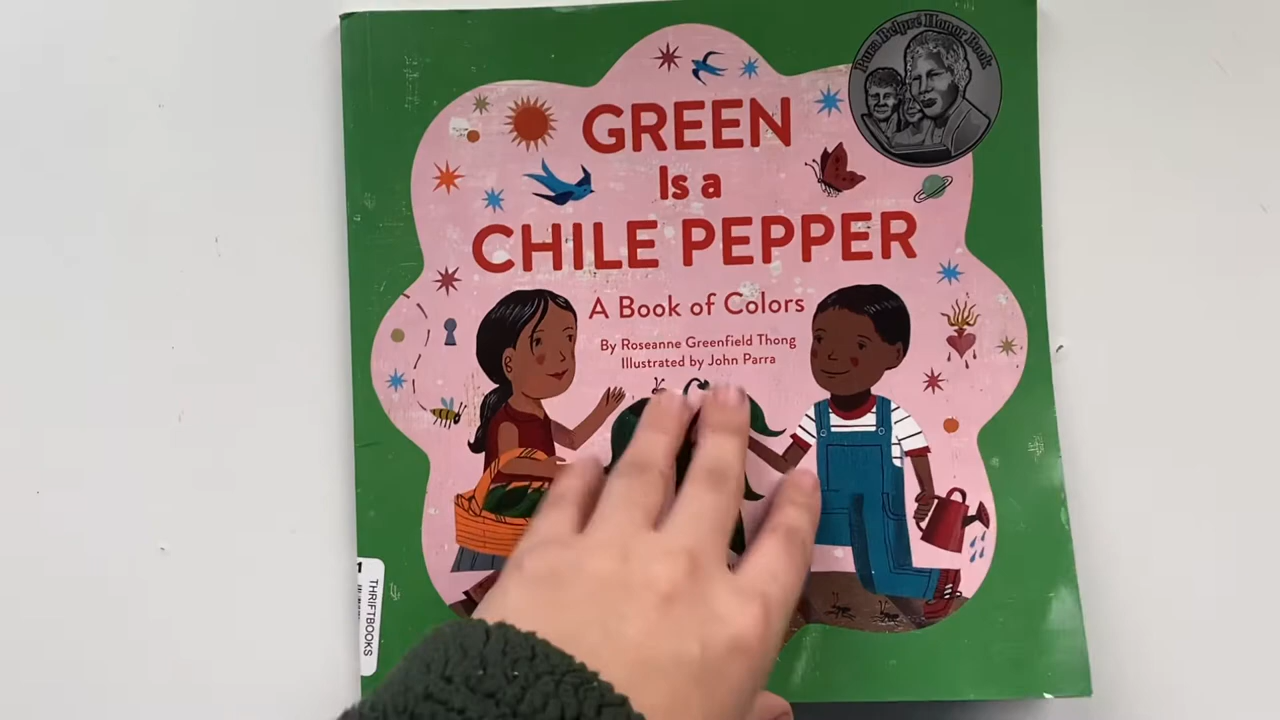 Pura Belpré Honor Book
GREEN
Is a
CHILE PEPPER
A Book of Colors
By Roseanne Greenfield Thong
Illustrated by John Parra
THRIFTBOOKS